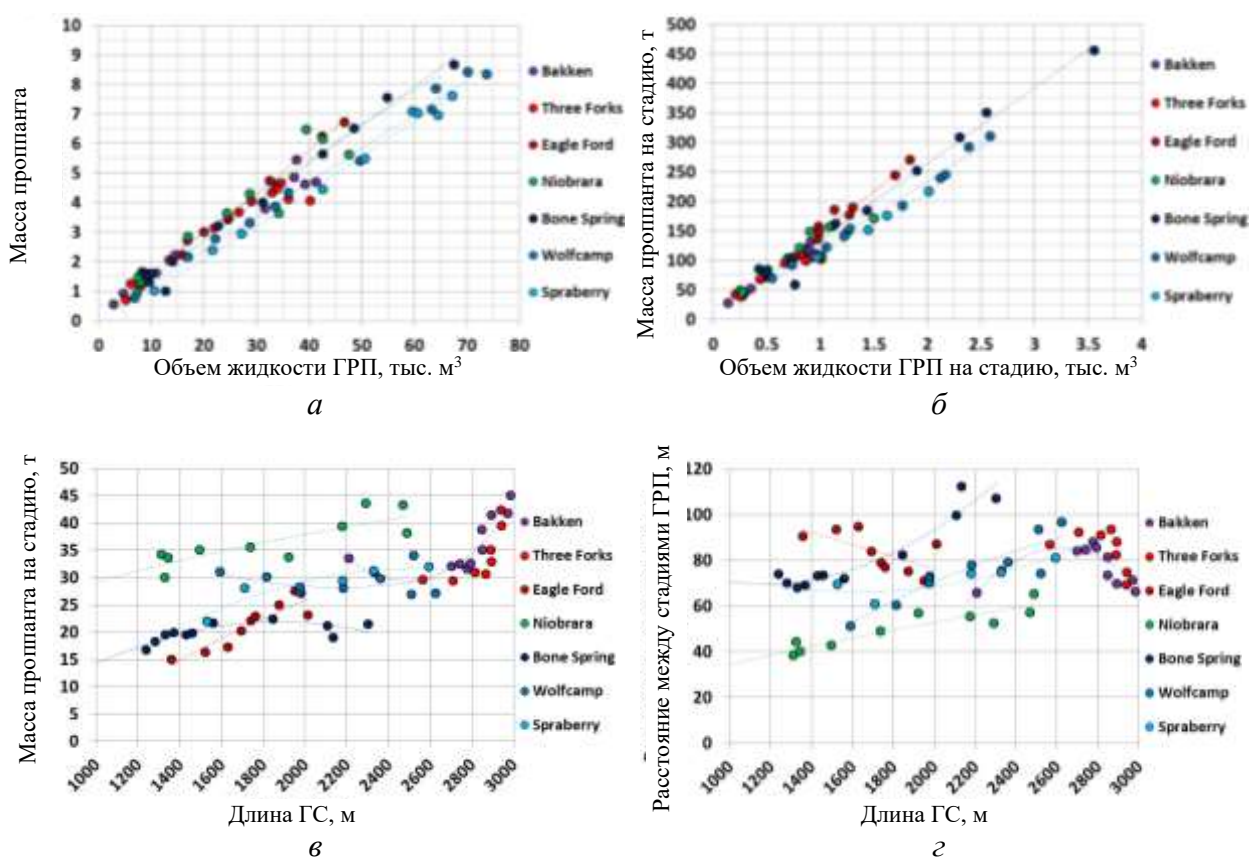 Масса проппанта
10
9
8
7
6
5
4
3
2
1
0
0 10 20 30 40 50 60 70 80
Объем жидкости ГРП, тыс. м³
Bakken
Three Forks
Eagle Ford
Niobrara
Bone Spring
Wolfcamp
Spraberry
а
Масса проппанта на стадию, т
500
450
400
350
300
250
200
150
100
50
0
0 0.5 1 1.5 2 2.5 3 3.5 4
Объем жидкости ГРП на стадию, тыс. м³
Bakken
Three Forks
Eagle Ford
Niobrara
Bone Spring
Wolfcamp
Spraberry
б
Масса проппанта на стадию, т
50
45
40
35
30
25
20
15
10
5
0
1000 1200 1400 1600 1800 2000 2200 2400 2600 2800 3000
Длина ГС, м
Bakken
Three Forks
Eagle Ford
Niobrara
Bone Spring
Wolfcamp
Spraberry
в
Расстояние между стадиями ГРП, м
120
100
80
60
40
20
0
1000 1200 1400 1600 1800 2000 2200 2400 2600 2800 3000
Длина ГС, м
Bakken
Three Forks
Eagle Ford
Niobrara
Bone Spring
Wolfcamp
Spraberry
г